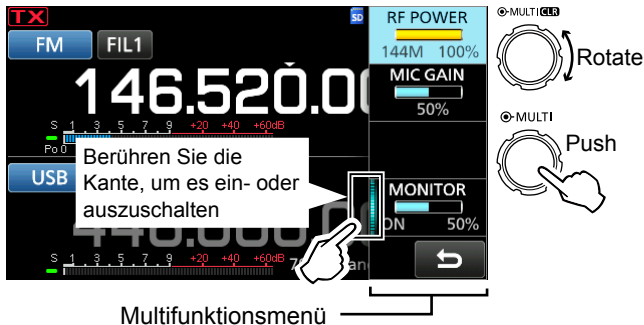 TX
SD
RF POWER
144M 100%
MULTI CLR
Rotate
FM FIL1
146.520.00
MIC GAIN
50%
MULTI
Push
S 1 3 5 7 9 +20 +40 +60dB
Po 0
Berühren Sie die
Kante, um es ein- oder
auszuschalten
USB
MONITOR
ON 50%
S 1 3 5 7 9 +20 +40 +60dB
Multifunktionsmenü